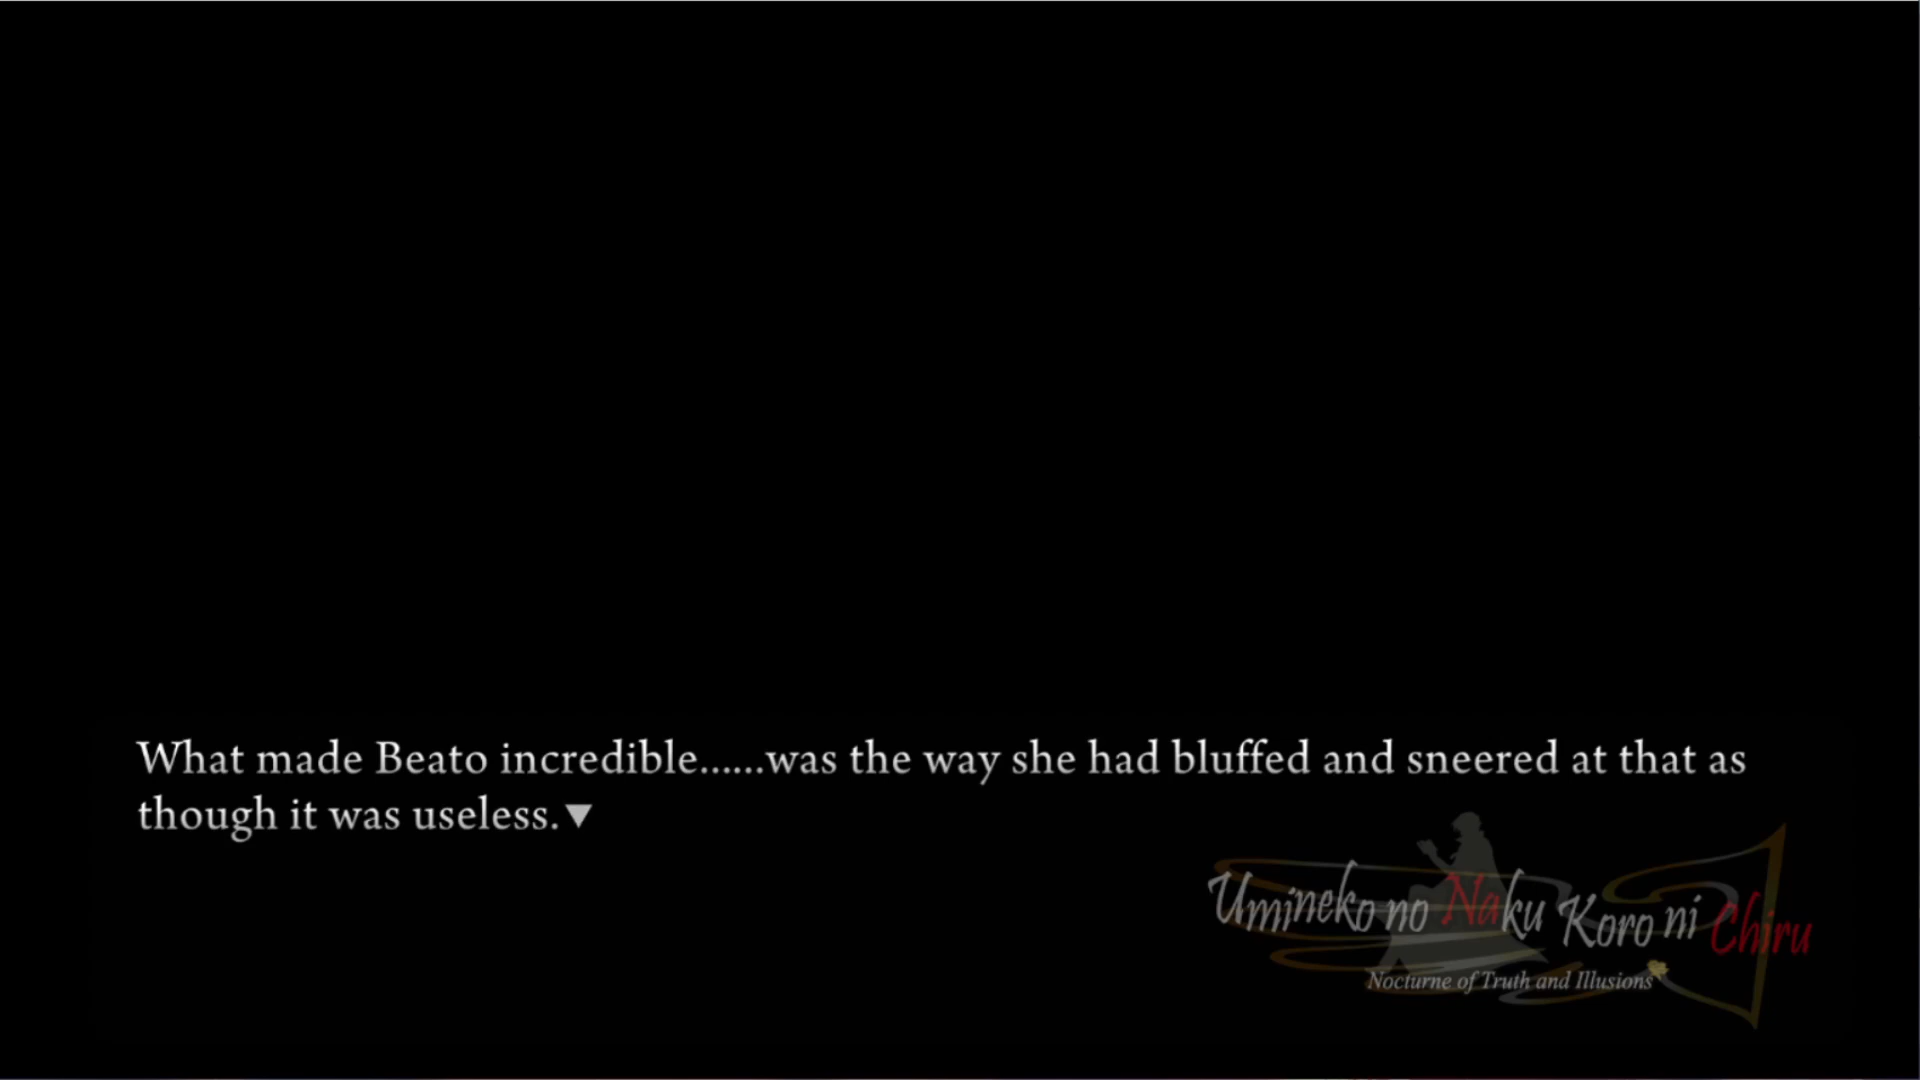 What made Beato incredible......was the way she had bluffed and sneered at that as
though it was useless.▼
Umineko no Naku Koro ni Chiru
Nocturne of Truth and Illusions